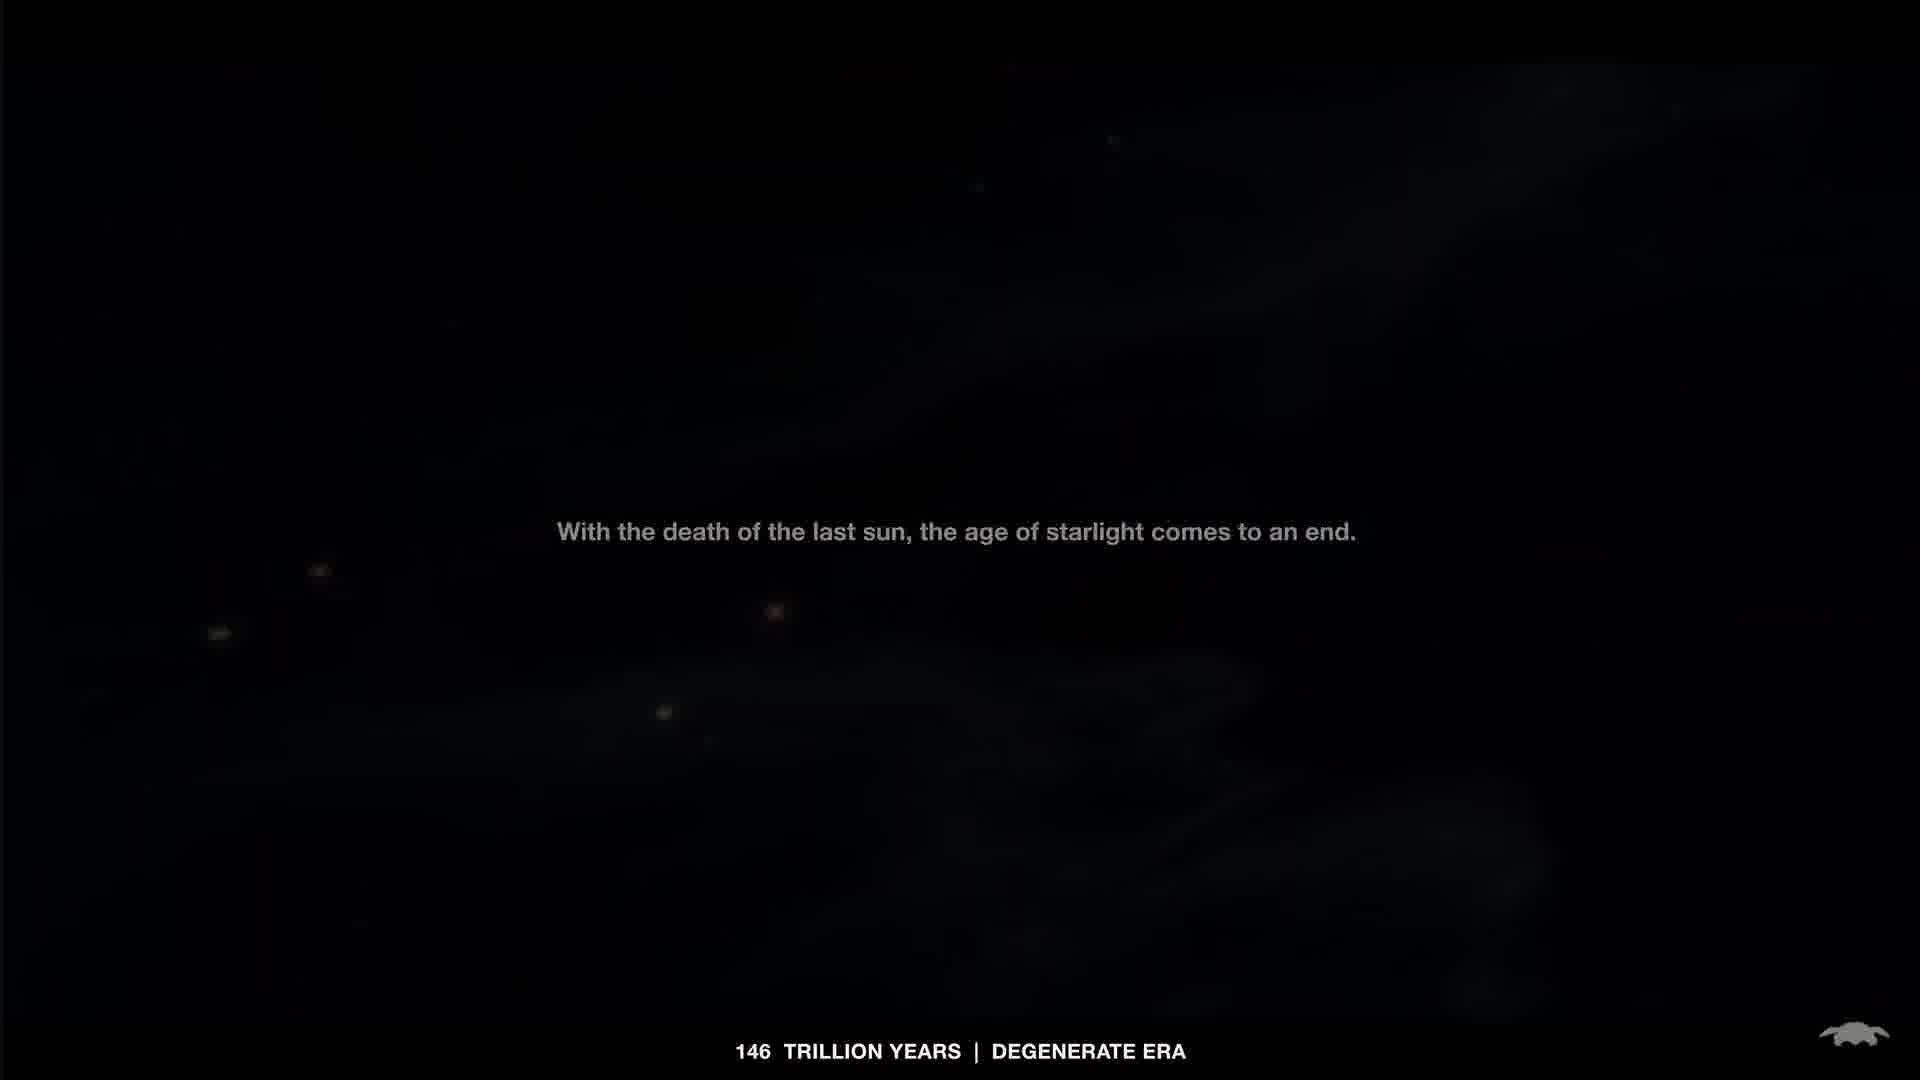 With the death of the last sun, the age of starlight comes to an end.
146 TRILLION YEARS | DEGENERATE ERA